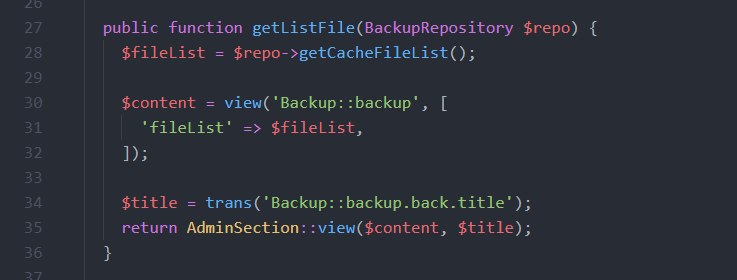 26
27 public function getListFile(BackupRepository $repo) {
28 $fileList = $repo->getCacheFileList();
29
30 $content = view('Backup::backup', [
31 'fileList' => $fileList,
32 ]);
33
34 $title = trans('Backup::backup.back.title');
35 return AdminSection::view($content, $title);
36 }
37